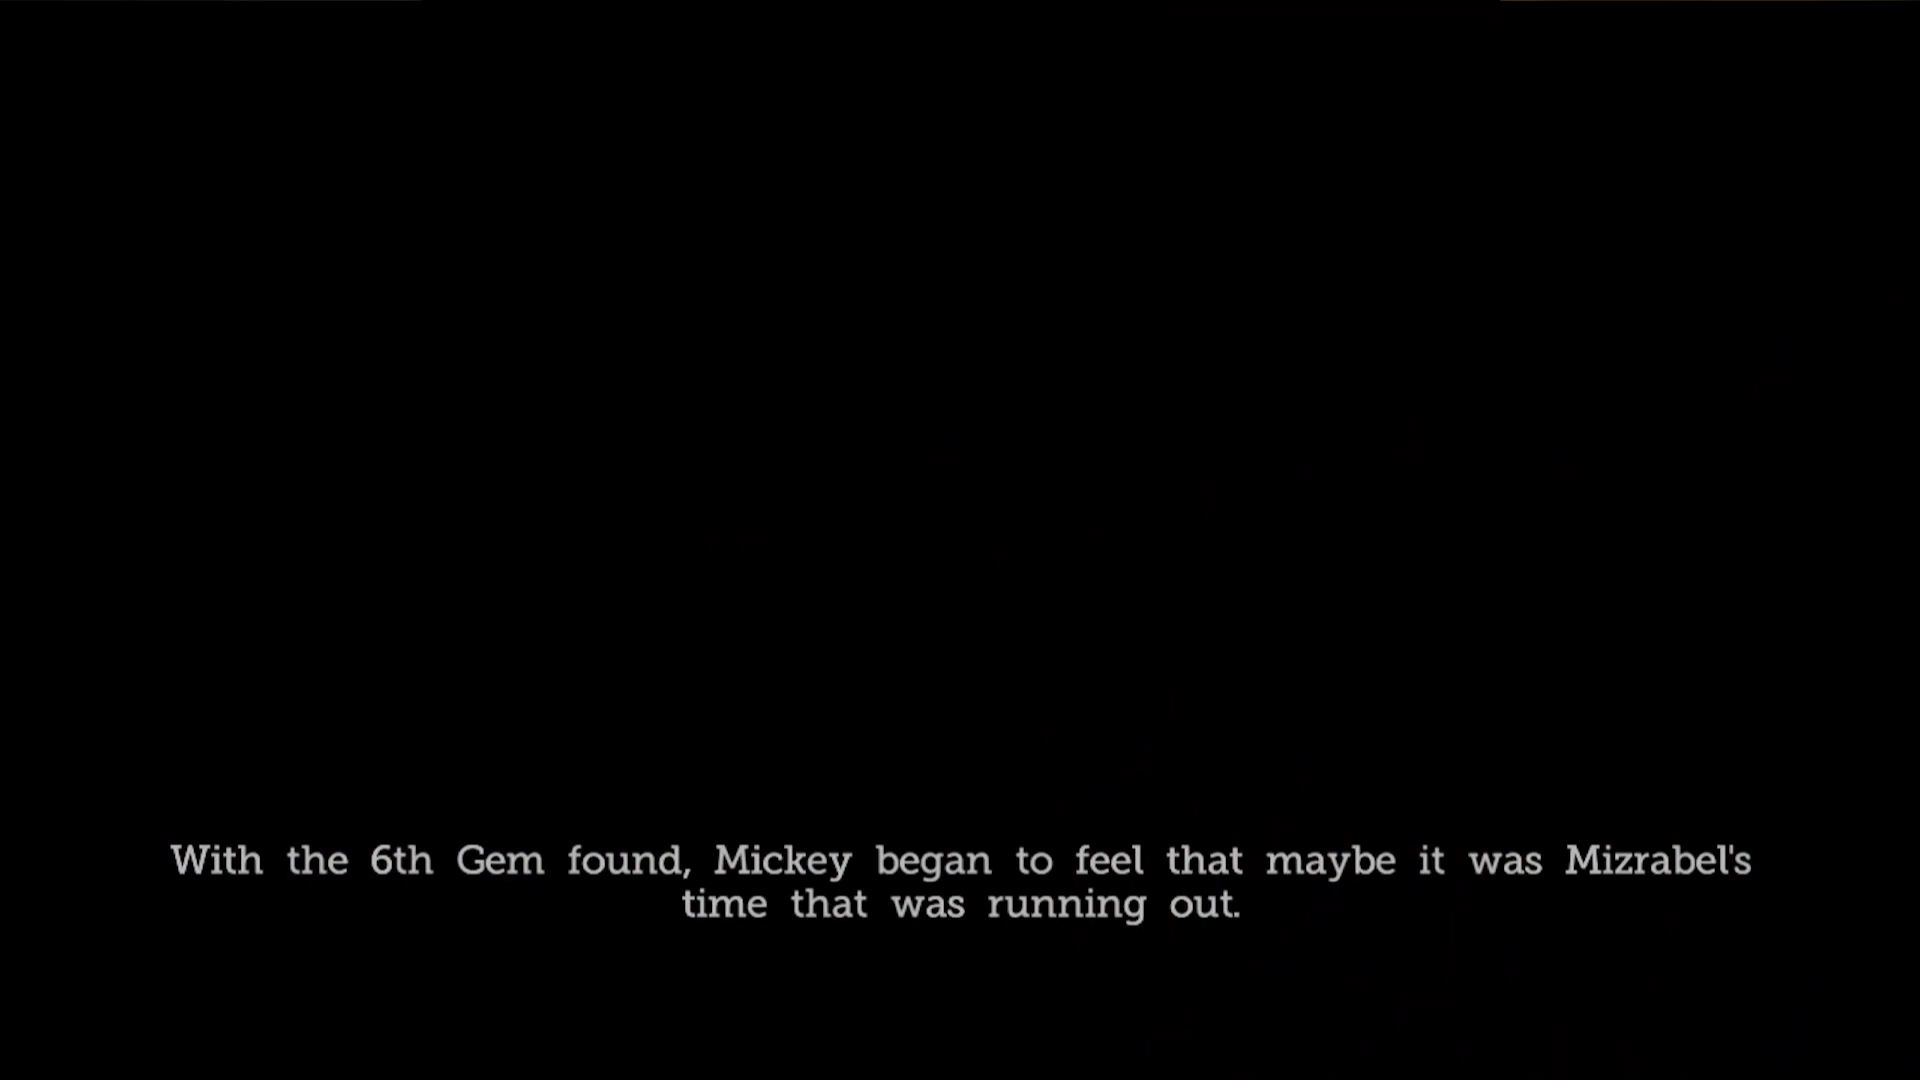 With the 6th Gem found, Mickey began to feel that maybe it was Mizrabel's
time that was running out.